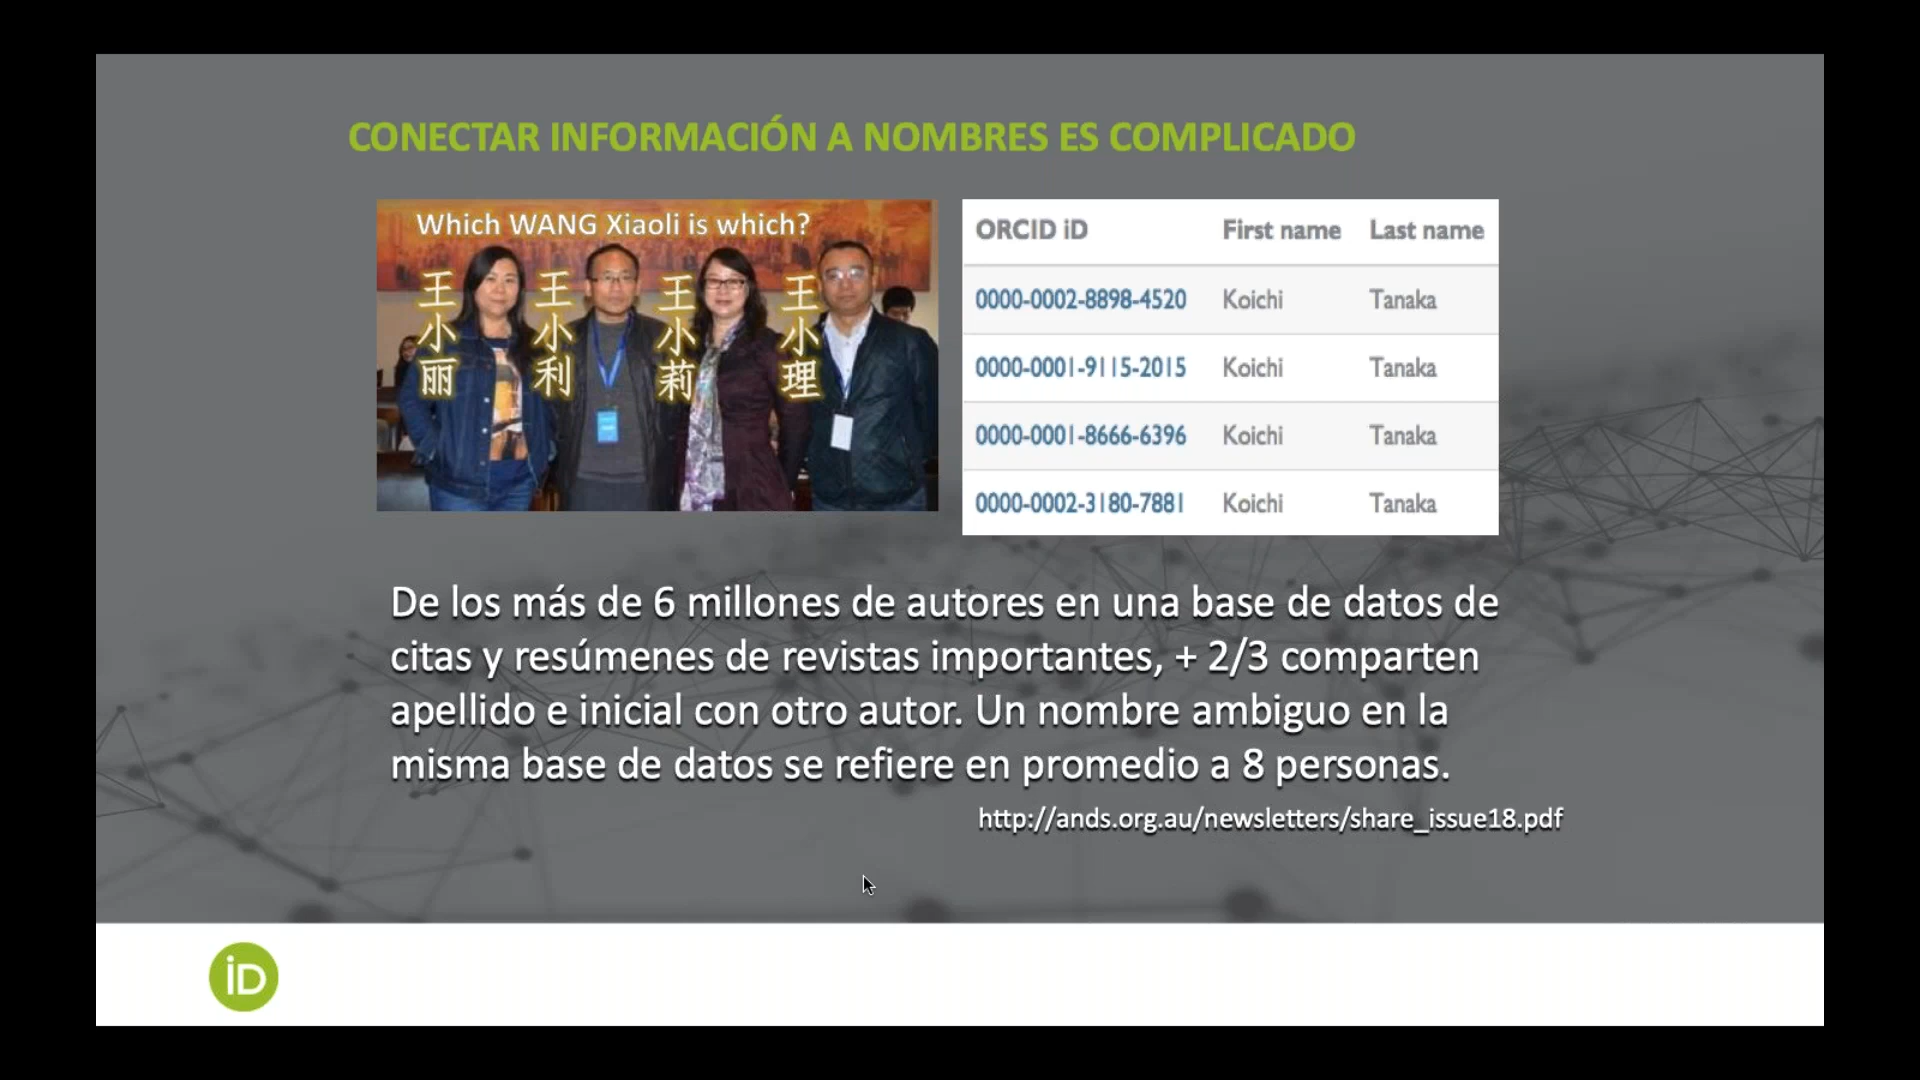 CONECTAR INFORMACIÓN A NOMBRES ES COMPLICADO
Which WANG Xiaoli is which?
王小丽
王小利
王小莉
王小理
ORCID iD First name Last name
0000-0002-8898-4520 Koichi Tanaka
0000-0001-9115-2015 Koichi Tanaka
0000-0001-8666-6396 Koichi Tanaka
0000-0002-3180-7881 Koichi Tanaka
De los más de 6 millones de autores en una base de datos de
citas y resúmenes de revistas importantes, + 2/3 comparten
apellido e inicial con otro autor. Un nombre ambiguo en la
misma base de datos se refiere en promedio a 8 personas.
http://ands.org.au/newsletters/share_issue18.pdf
iD